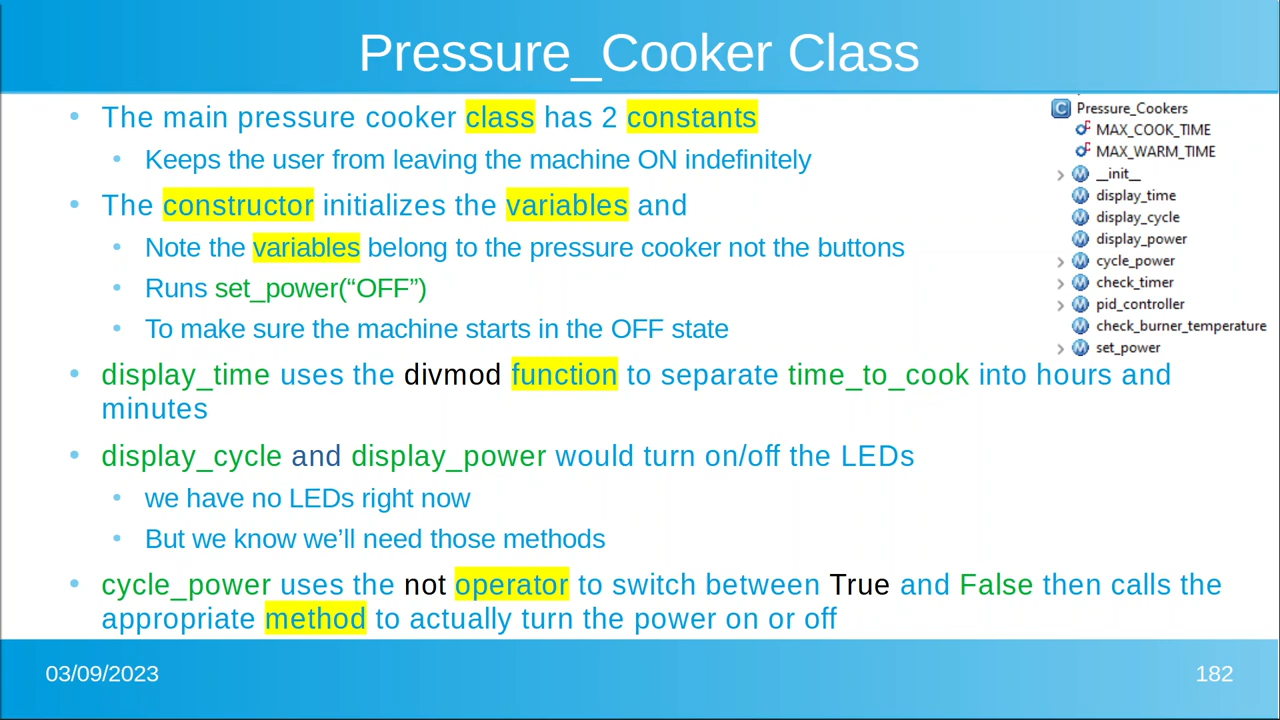 Pressure_Cooker Class
• The main pressure cooker class has 2 constants
• Keeps the user from leaving the machine ON indefinitely
• The constructor initializes the variables and
• Note the variables belong to the pressure cooker not the buttons
• Runs set_power(“OFF”)
• To make sure the machine starts in the OFF state
• display_time uses the divmod function to separate time_to_cook into hours and
minutes
• display_cycle and display_power would turn on/off the LEDs
• we have no LEDs right now
• But we know we’ll need those methods
• cycle_power uses the not operator to switch between True and False then calls the
appropriate method to actually turn the power on or off
Pressure_Cookers
MAX_COOK_TIME
MAX_WARM_TIME
__init__
display_time
display_cycle
display_power
cycle_power
check_timer
pid_controller
check_burner_temperature
set_power
03/09/2023
182